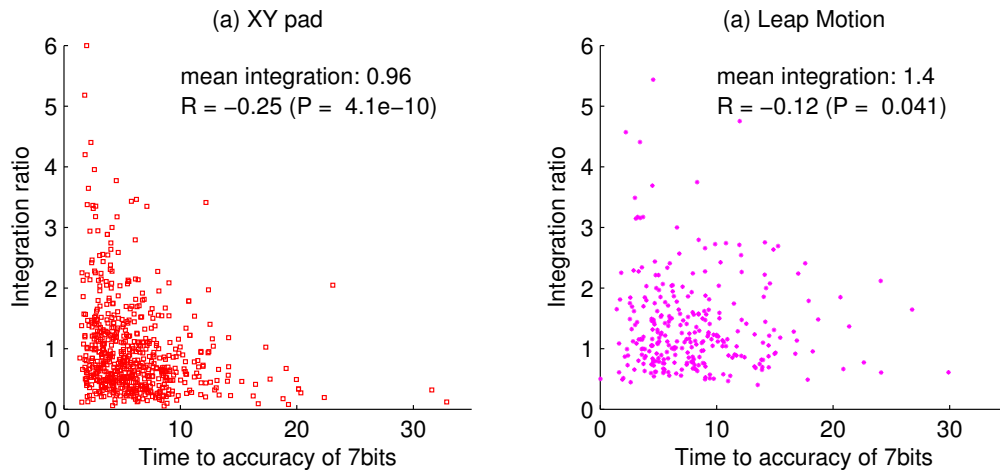 (a) XY pad
mean integration: 0.96
R = −0.25 (P =  4.1e−10)
Integration ratio
6
5
4
3
2
1
0
0 10 20 30
Time to accuracy of 7bits
(a) Leap Motion
mean integration: 1.4
R = −0.12 (P =  0.041)
Integration ratio
6
5
4
3
2
1
0
0 10 20 30
Time to accuracy of 7bits